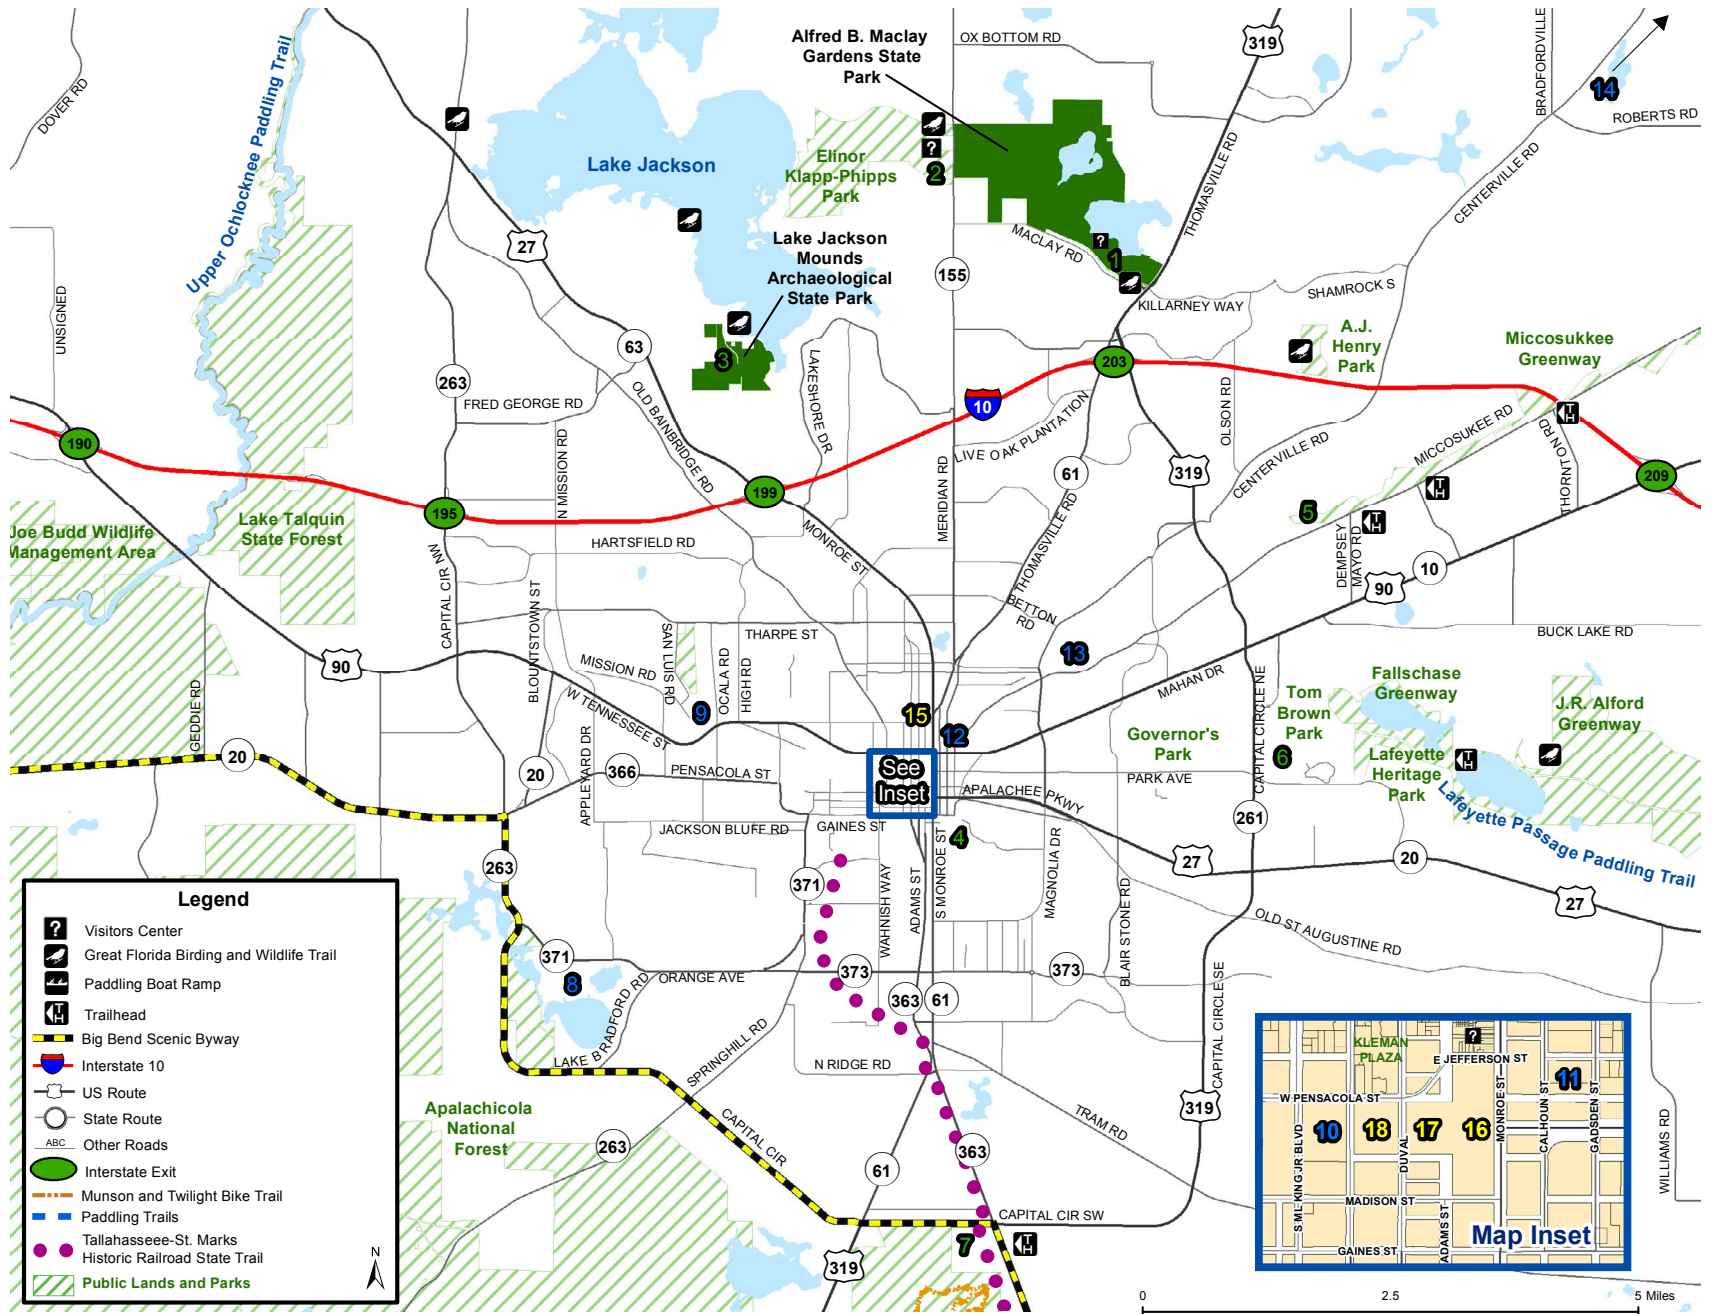 Alfred B. Maclay
Gardens State
Park
OX BOTTOM RD
319
BRADFORDVILLE
14
ROBERTS RD
DOVER RD
Upper Ochlocknee Paddling Trail
Lake Jackson
Elinor
Klapp-Phipps
Park
?
2
THOMASVILLE RD
CENTERVILLE RD
27
Lake Jackson
Mounds
Archaeological
State Park
155
MACLAY RD
?
1
KILLARNEY WAY
SHAMROCK S
UNSIGNED
63
3
LAKESHORE DR
203
A.J.
Henry
Park
Miccosukkee
Greenway
263
FRED GEORGE RD
OLD BAINBRIDGE RD
10
LIVE OAK PLANTATION
OLSON RD
TH
190
N MISSION RD
MERIDIAN RD
61
319
CENTERVILLE RD
MICCOSUKEE RD
THORNTON RD
209
199
195
TH
5
TH
Joe Budd Wildlife
Management Area
Lake Talquin
State Forest
NW
CAPITAL CIR
HARTSFIELD RD
MONROE ST
THOMASVILLE RD
DEMPSEY
MAYO RD
10
90
BETTON
RD
BLOUNTSTOWN ST
SAN LUIS RD
THARPE ST
BUCK LAKE RD
90
MISSION RD
OCALA RD
HIGH RD
13
MAHAN DR
CAPITAL CIRCLE NE
Fallschase
Greenway
GEDDIE RD
W TENNESSEE ST
9
15
12
Governor's
Park
Tom
Brown
Park
J.R. Alford
Greenway
20
20
APPLEYARD DR
366
PENSACOLA ST
See
Inset
PARK AVE
6
Lafeyette
Heritage
Park
TH
APALACHEE PKWY
Lafeyette Passage Paddling Trail
JACKSON BLUFF RD
GAINES ST
4
261
263
371
WAHNISH WAY
ADAMS ST
S MONROE ST
MAGNOLIA DR
27
20
27
BLAIR STONE RD
OLD ST AUGUSTINE RD
371
8
ORANGE AVE
373
373
363
61
LAKE BRADFORD RD
SPRINGHILL RD
N RIDGE RD
CAPITAL CIRCLE SE
319
TRAM RD
WILLIAMS RD
Apalachicola
National
Forest
263
CAPITAL CIR
61
363
CAPITAL CIR SW
7
TH
319
Legend
?
Visitors Center
Great Florida Birding and Wildlife Trail
Paddling Boat Ramp
TH
Trailhead
Big Bend Scenic Byway
Interstate 10
US Route
State Route
ABC
Other Roads
Interstate Exit
Munson and Twilight Bike Trail
Paddling Trails
Tallahasseee-St. Marks
Historic Railroad State Trail
Public Lands and Parks
N
KLEMAN
PLAZA
?
E JEFFERSON ST
W PENSACOLA ST
11
10
18
17
16
S ML KING JR BLVD
DUVAL
MONROE ST
CALHOUN ST
GADSDEN ST
MADISON ST
ADAMS ST
GAINES ST
Map Inset
0
2.5
5 Miles